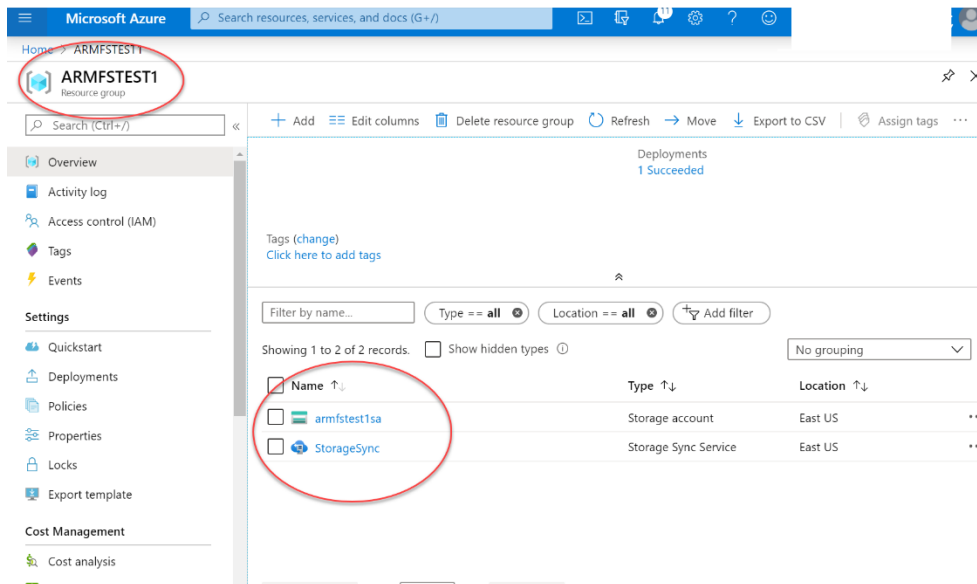 Microsoft Azure
Search resources, services, and docs (G+/)
11
Home > ARMFSTEST1
ARMFSTEST1
Resource group
Search (Ctrl+/)
«
Add
Edit columns
Delete resource group
Refresh
Move
Export to CSV
Assign tags
...
Overview
Activity log
Access control (IAM)
Tags
Events
Settings
Quickstart
Deployments
Policies
Properties
Locks
Export template
Cost Management
Cost analysis
Deployments
1 Succeeded
Tags (change)
Click here to add tags
Filter by name...
Type == all
Location == all
Add filter
Showing 1 to 2 of 2 records.
Show hidden types
No grouping
Name ↑↓
Type ↑↓
Location ↑↓
armfstest1sa
Storage account
East US
StorageSync
Storage Sync Service
East US